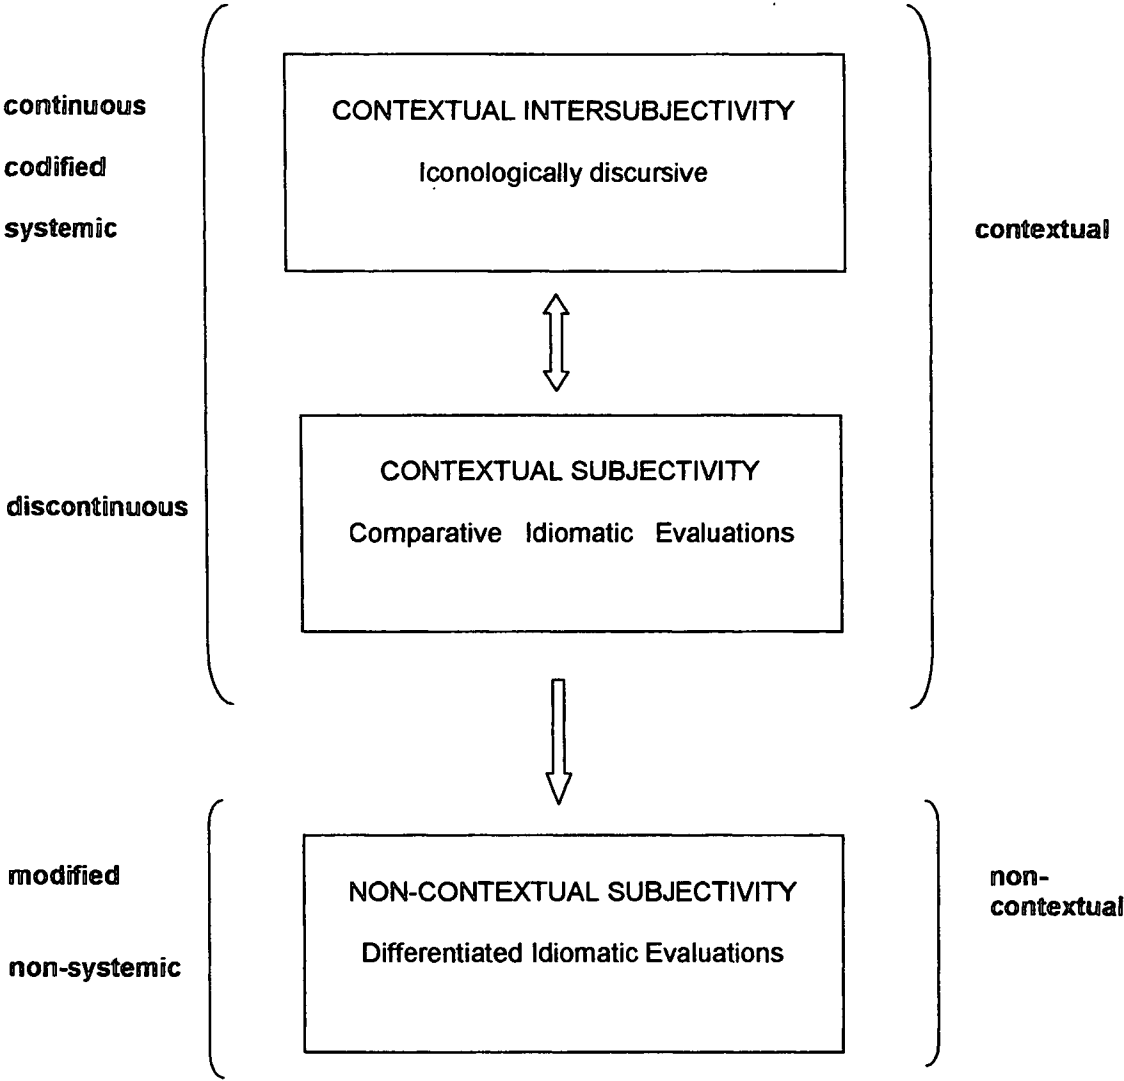 continuous
CONTEXTUAL INTERSUBJECTIVITY
codified
Iconologically discursive
systemic
contextual
CONTEXTUAL SUBJECTIVITY
discontinuous
Comparative Idiomatic Evaluations
modified
NON-CONTEXTUAL SUBJECTIVITY
non-
contextual
Differentiated Idiomatic Evaluations
non-systemic